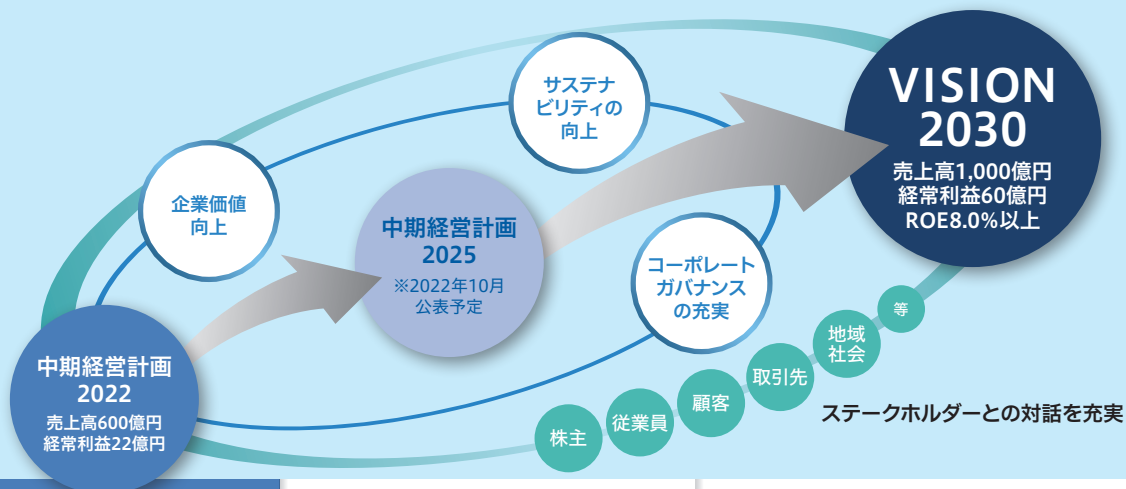 サステナ
ビリティの
向上
VISION
2030
売上高1,000億円
経常利益60億円
ROE8.0%以上
企業価値
向上
中期経営計画
2025
※2022年10月
公表予定
コーポレート
ガバナンス
の充実
中期経営計画
2022
売上高600億円
経常利益22億円
株主
従業員
顧客
取引先
地域
社会
等
ステークホルダーとの対話を充実